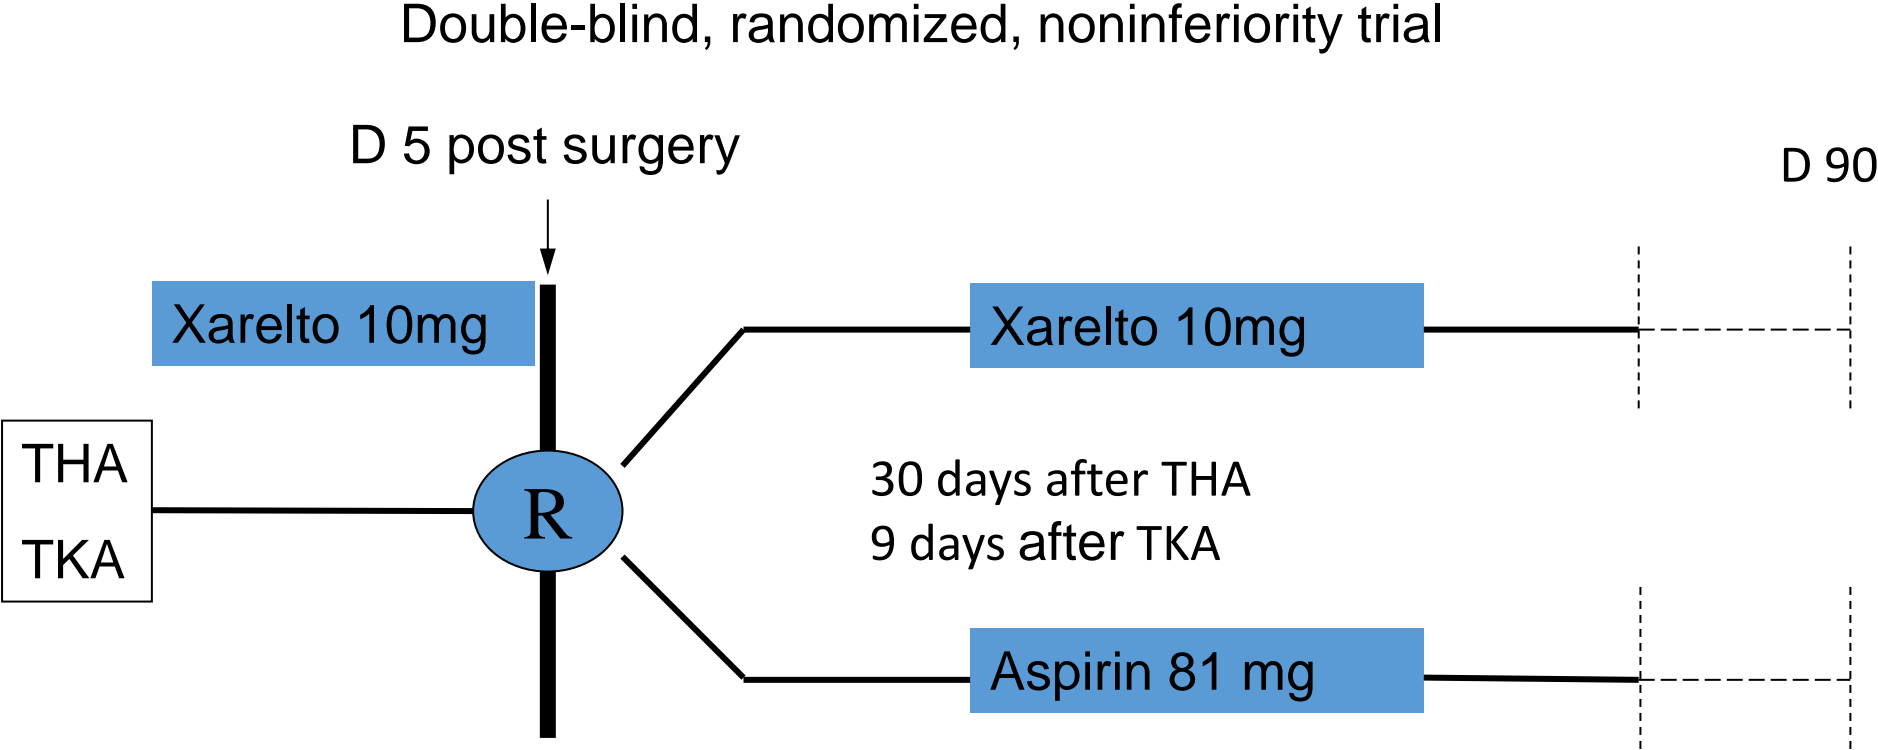 Double-blind, randomized, noninferiority trial
D 5 post surgery
D 90
Xarelto 10mg
Xarelto 10mg
THA
TKA
R
30 days after THA
9 days after TKA
Aspirin 81 mg